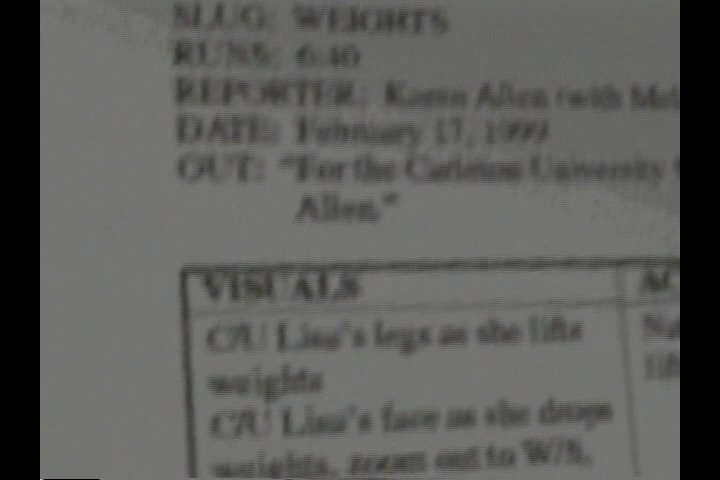 SLUG: WEIGHTS
RUNS: 6:40
REPORTER: Karen Allen (with
DATE: February 17, 1999
OUT: "For the Carleton University
Allen."
VISUALS
C/U Lisa's legs as she lifts
weights
C/U Lisa's face as she drops
weights, zoom out to W/S,